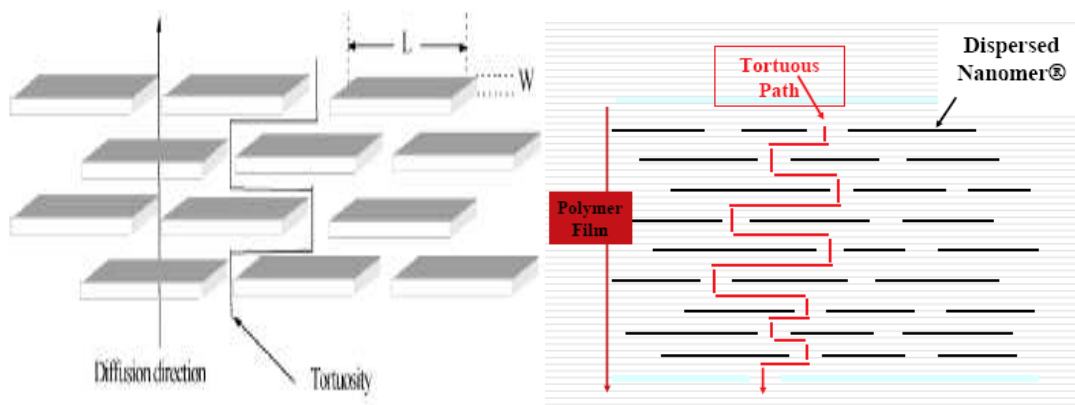 L
W
Diffusion direction
Tortuosity
Tortuous
Path
Dispersed
Nanomer®
Polymer
Film